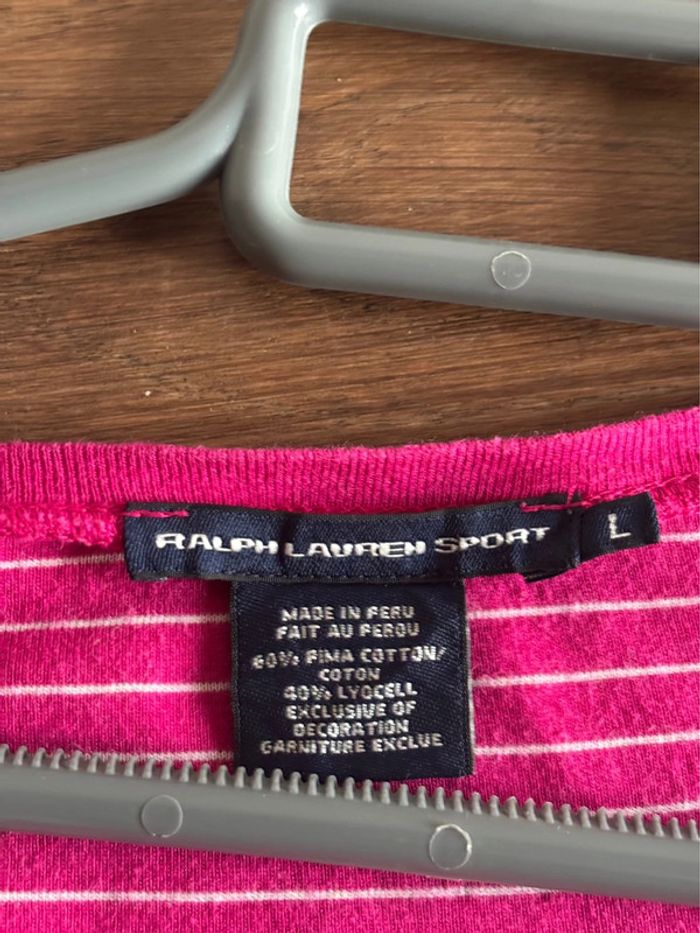 RALPH LAUREN SPORT
L
MADE IN PERU
FAIT AU PEROU
60% PIMA COTTON/
COTON
40% LYOCELL
EXCLUSIVE OF
DECORATION
GARNITURE EXCLUE